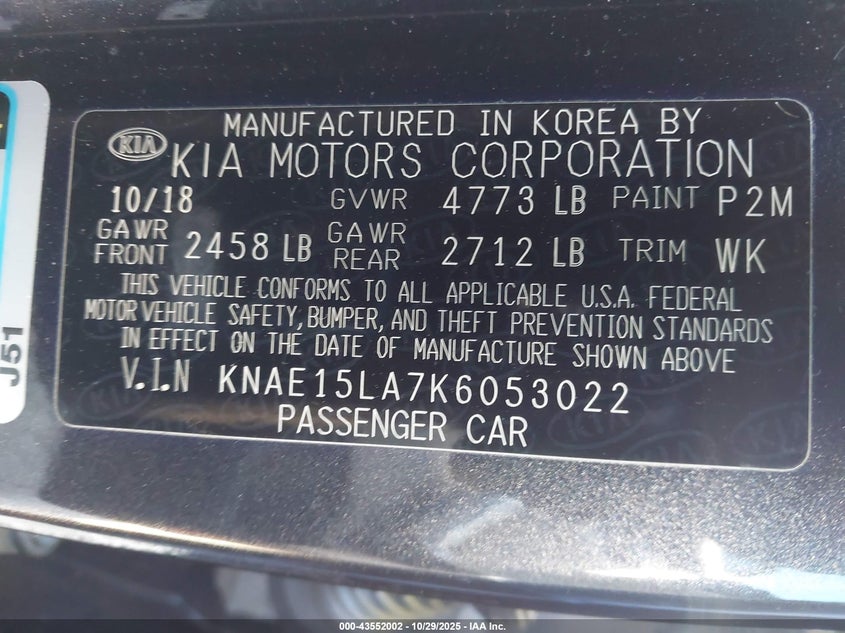 MANUFACTURED IN KOREA BY
KIA KIA MOTORS CORPORATION
10/18 GVWR 4773 LB PAINT P2M
GAWR FRONT 2458 LB GAWR REAR 2712 LB TRIM WK
THIS VEHICLE CONFORMS TO ALL APPLICABLE U.S.A. FEDERAL
MOTOR VEHICLE SAFETY, BUMPER, AND THEFT PREVENTION STANDARDS
IN EFFECT ON THE DATE OF MANUFACTURE SHOWN ABOVE
V.I.N KNAE15LA7K6053022
PASSENGER CAR
J51
000-43552002 - 10/29/2025 - IAA Inc.